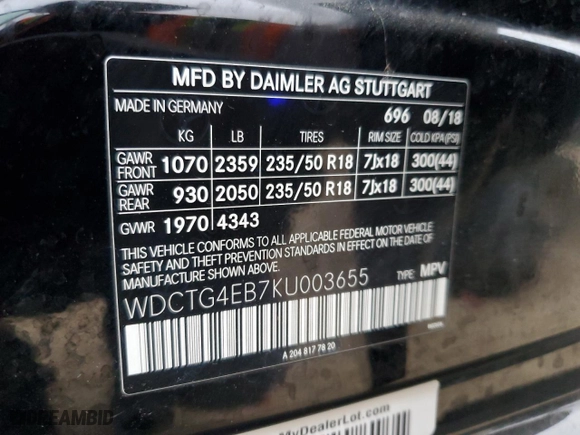 MFD BY DAIMLER AG STUTTGART
MADE IN GERMANY 696 08/18
KG LB TIRES RIM SIZE COLD KPA(PSI)
GAWR FRONT 1070 2359 235/50 R18 7Jx18 300(44)
GAWR REAR 930 2050 235/50 R18 7Jx18 300(44)
GVWR 1970 4343
THIS VEHICLE CONFORMS TO ALL APPLICABLE FEDERAL MOTOR VEHICLE
SAFETY AND THEFT PREVENTION STANDARDS IN EFFECT ON THE DATE OF
MANUFACTURE SHOWN ABOVE.
WDCTG4EB7KU003655 TYPE: MPV
A 204 817 78 20
MyDealerLot.com